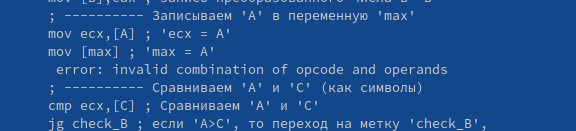 ; ---------- Записываем 'A' в переменную 'max'
mov ecx,[A] ; 'ecx = A'
mov [max] ; 'max = A'
error: invalid combination of opcode and operands
; ---------- Сравниваем 'A' и 'С' (как символы)
cmp ecx,[C] ; Сравниваем 'A' и 'С'
jg check_B ; если 'A>C', то переход на метку 'check_B',